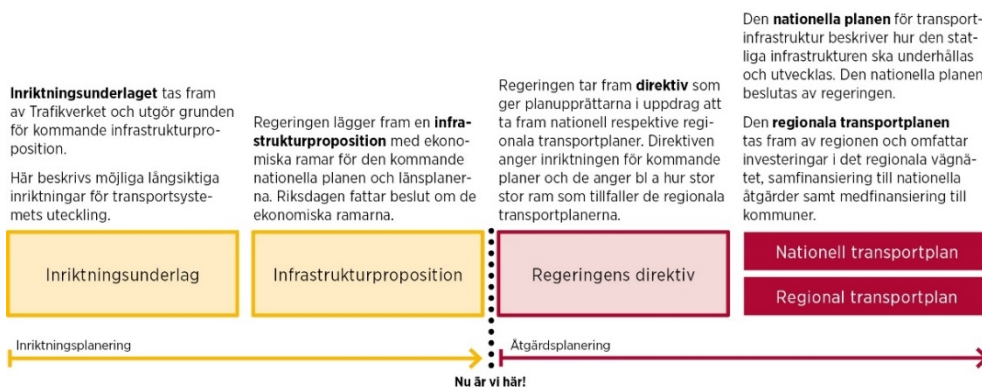 Inriktningsunderlaget tas fram
av Trafikverket och utgör grunden
för kommande infrastrukturpro-
position.
Här beskrivs möjliga långsiktiga
inriktningar för transportsyste-
mets uteckling.
Inriktningsunderlag
Regeringen lägger fram en infra-
strukturproposition med ekono-
miska ramar för den kommande
nationella planen och länsplaner-
na. Riksdagen fattar beslut om de
ekonomiska ramarna.
Infrastrukturproposition
Regeringen tar fram direktiv som
ger planupprättarna i uppdrag att
ta fram nationell respektive regi-
onala transportplaner. Direktiven
anger inriktningen för kommande
planer och de anger bl a hur stor
stor ram som tillfaller de regionala
transportplanerna.
Regeringens direktiv
Den nationella planen för transport-
infrastruktur beskriver hur den stat-
liga infrastrukturen ska underhållas
och utvecklas. Den nationella planen
beslutas av regeringen.
Den regionala transportplanen
tas fram av regionen och omfattar
investeringar i det regionala vägnä-
tet, samfinansiering till nationella
åtgärder samt medfinansiering till
kommuner.
Nationell transportplan
Regional transportplan
Inriktningsplanering
Åtgärdsplanering
Nu är vi här!